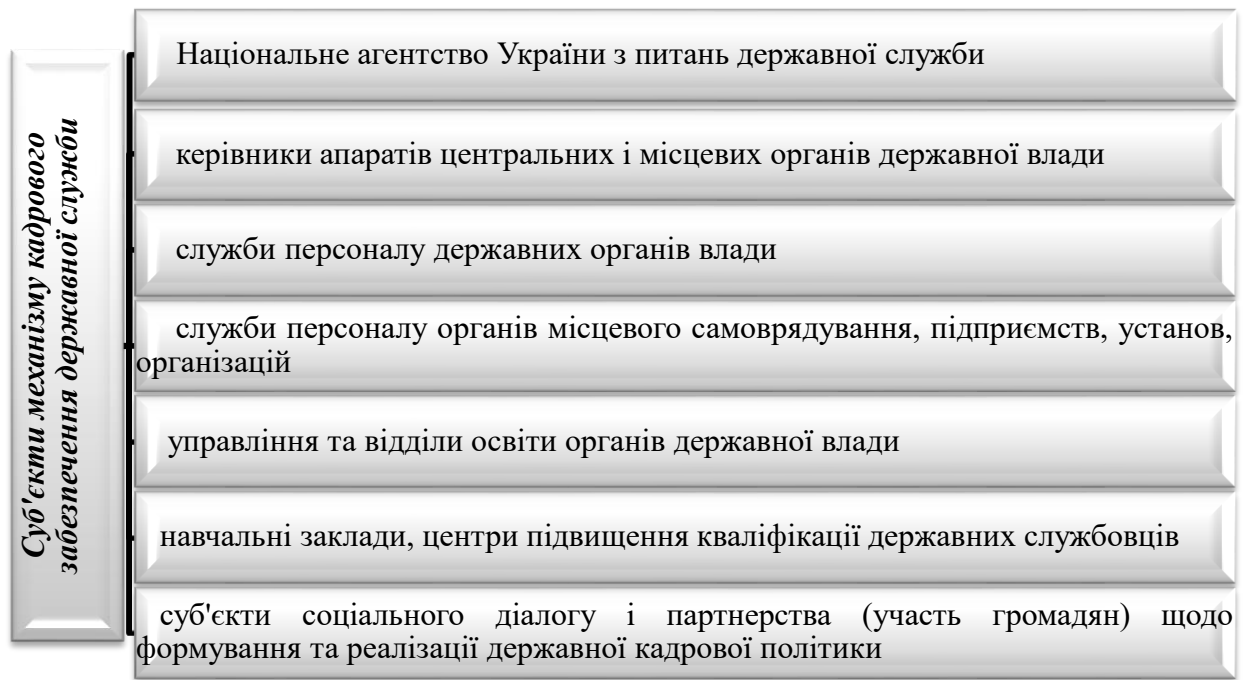 Суб'єкти механізму кадрового
забезпечення державної служби
Національне агентство України з питань державної служби
керівники апаратів центральних і місцевих органів державної влади
служби персоналу державних органів влади
служби персоналу органів місцевого самоврядування, підприємств, установ,
організацій
управління та відділи освіти органів державної влади
навчальні заклади, центри підвищення кваліфікації державних службовців
суб'єкти соціального діалогу і партнерства (участь громадян) щодо
формування та реалізації державної кадрової політики